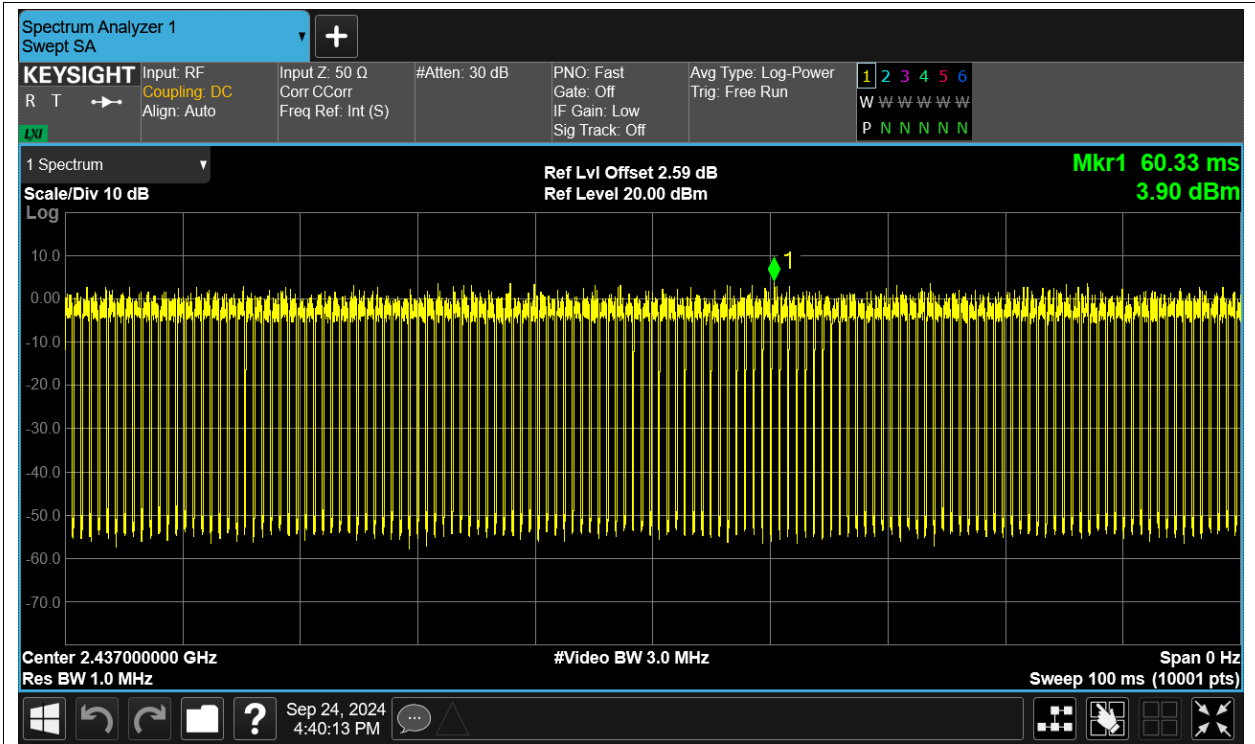 Spectrum Analyzer 1
Swept SA
KEYSIGHT
R T
LXI
Input: RF
Coupling: DC
Align: Auto
Input Z: 50 Ω
Corr CCorr
Freq Ref: Int (S)
#Atten: 30 dB
PNO: Fast
Gate: Off
IF Gain: Low
Sig Track: Off
Avg Type: Log-Power
Trig: Free Run
1 2 3 4 5 6
W W W W W W
P N N N N N
1 Spectrum
Scale/Div 10 dB
Log
Ref Lvl Offset 2.59 dB
Ref Level 20.00 dBm
Mkr1 60.33 ms
3.90 dBm
1
10.0
0.00
-10.0
-20.0
-30.0
-40.0
-50.0
-60.0
-70.0
Center 2.437000000 GHz
Res BW 1.0 MHz
#Video BW 3.0 MHz
Span 0 Hz
Sweep 100 ms (10001 pts)
?
Sep 24, 2024
4:40:13 PM